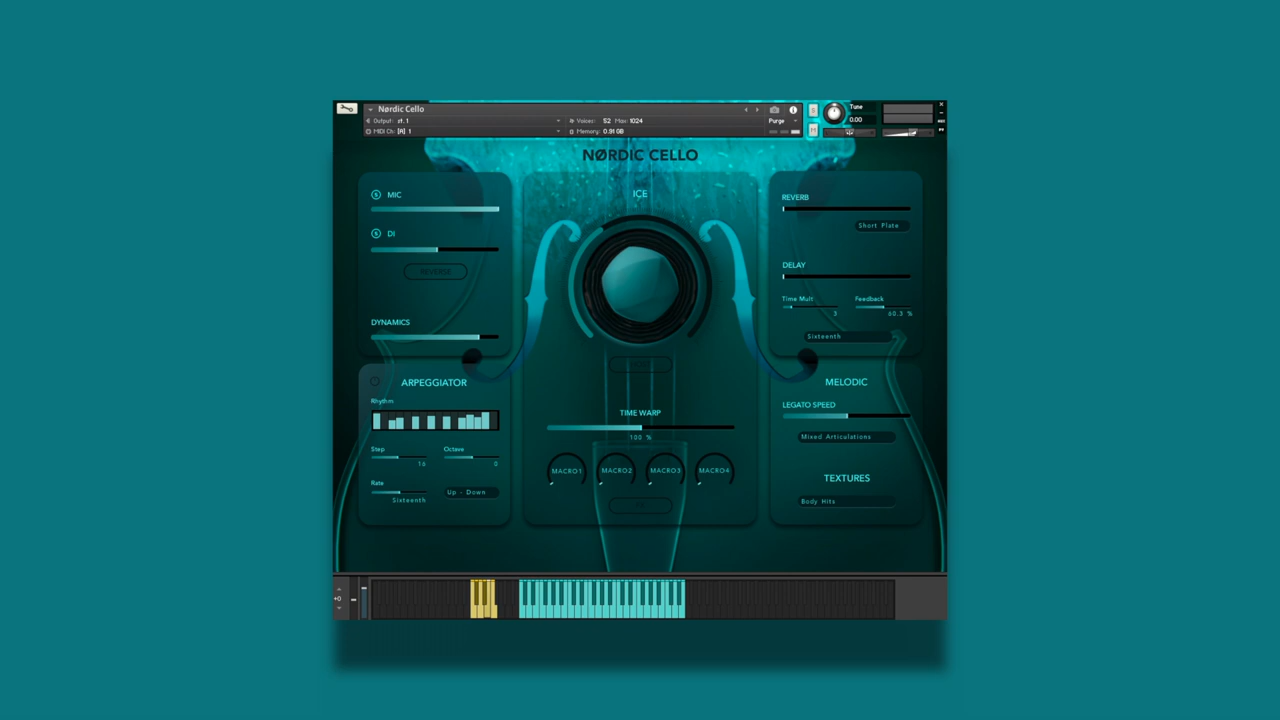 Nørdic Cello
Output: st. 1
Voices: 52 Max: 1024
Purge
MIDI Ch: [A] 1
Memory: 0.91 GB
Tune
0.00
S
M
NØRDIC CELLO
S MIC
S DI
REVERSE
DYNAMICS
ICE
REVERB
Short Plate
DELAY
Time Mult
Feedback
3
60.3 %
Sixteenth
ARPEGGIATOR
Rhythm
Step
Octave
16
0
Rate
Sixteenth
Up - Down
TIME WARP
100 %
MACRO1
MACRO2
MACRO3
MACRO4
MELODIC
LEGATO SPEED
Mixed Articulations
TEXTURES
Body Hits
+0